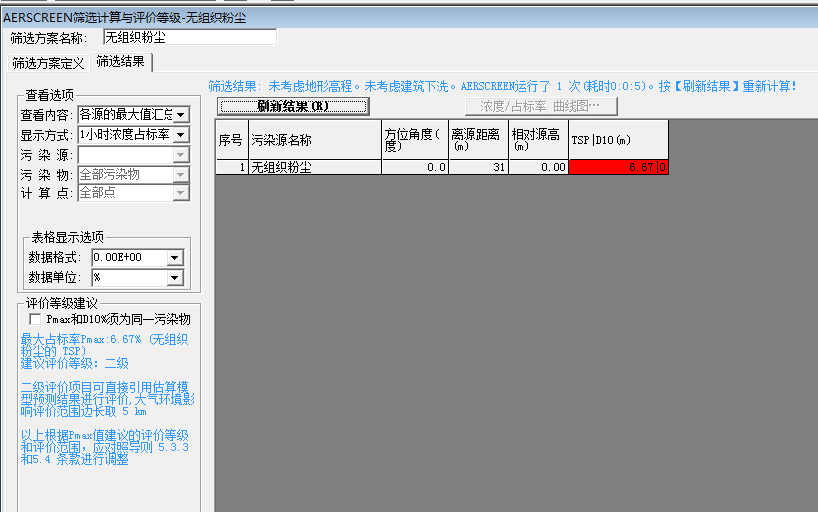 AERSCREEN筛选计算与评价等级-无组织粉尘
筛选方案名称: 无组织粉尘
筛选方案定义 筛选结果
筛选结果: 未考虑地形高程。未考虑建筑下洗。AERSCREEN运行了 1 次(耗时0:0:5)。按【刷新结果】重新计算!
刷新结果(R) 浓度/占标率 曲线图…
查看选项
查看内容: 各源的最大值汇总
显示方式: 1小时浓度占标率
污 染 源:
污 染 物: 全部污染物
计 算 点: 全部点
序号 污染源名称 方位角度(度) 离源距离(m) 相对源高(m) TSP|D10(m)
1 无组织粉尘 0.0 31 0.00 6.67|0
表格显示选项
数据格式: 0.00E+00
数据单位: %
评价等级建议
Pmax和D10%须为同一污染物
最大占标率Pmax:6.67% (无组织
粉尘的 TSP)
建议评价等级: 二级
二级评价项目可直接引用估算模
型预测结果进行评价,大气环境影
响评价范围边长取 5 km
以上根据Pmax值建议的评价等级
和评价范围, 应对照导则 5.3.3
和5.4 条款进行调整